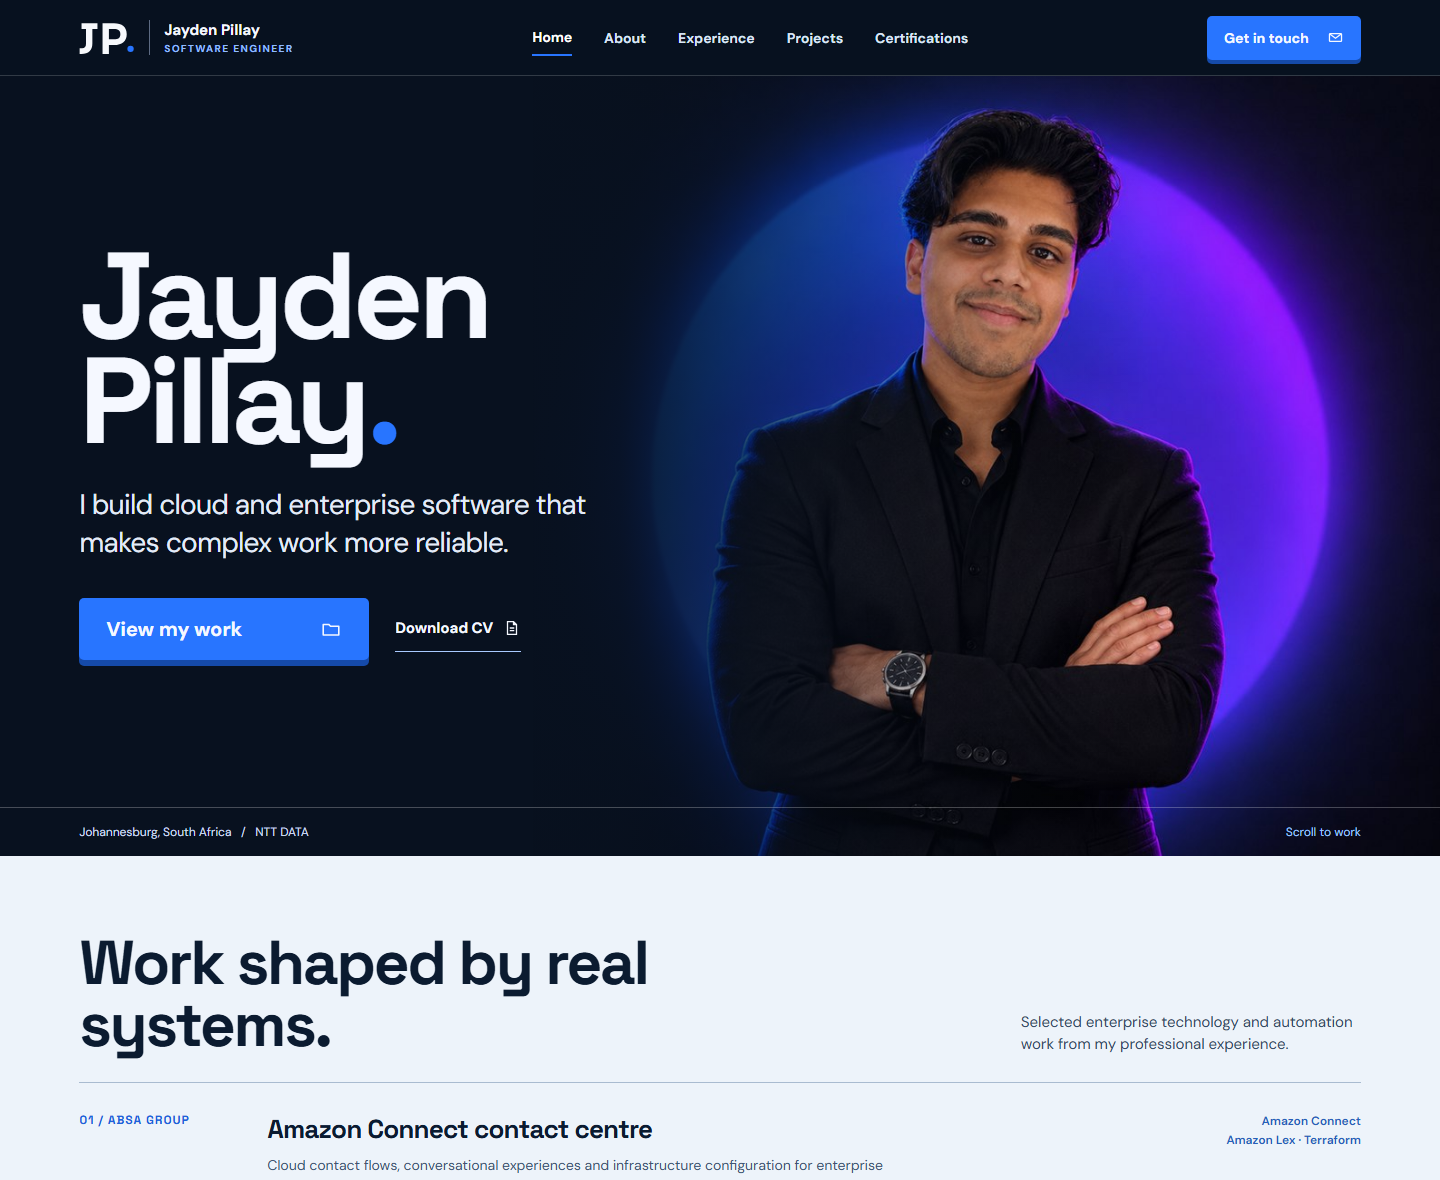 JP.
Jayden Pillay
SOFTWARE ENGINEER
Home
About
Experience
Projects
Certifications
Get in touch
Jayden
Pillay.
I build cloud and enterprise software that
makes complex work more reliable.
View my work
Download CV
Johannesburg, South Africa / NTT DATA
Scroll to work
Work shaped by real
systems.
Selected enterprise technology and automation
work from my professional experience.
01 / ABSA GROUP
Amazon Connect contact centre
Cloud contact flows, conversational experiences and infrastructure configuration for enterprise
Amazon Connect
Amazon Lex · Terraform